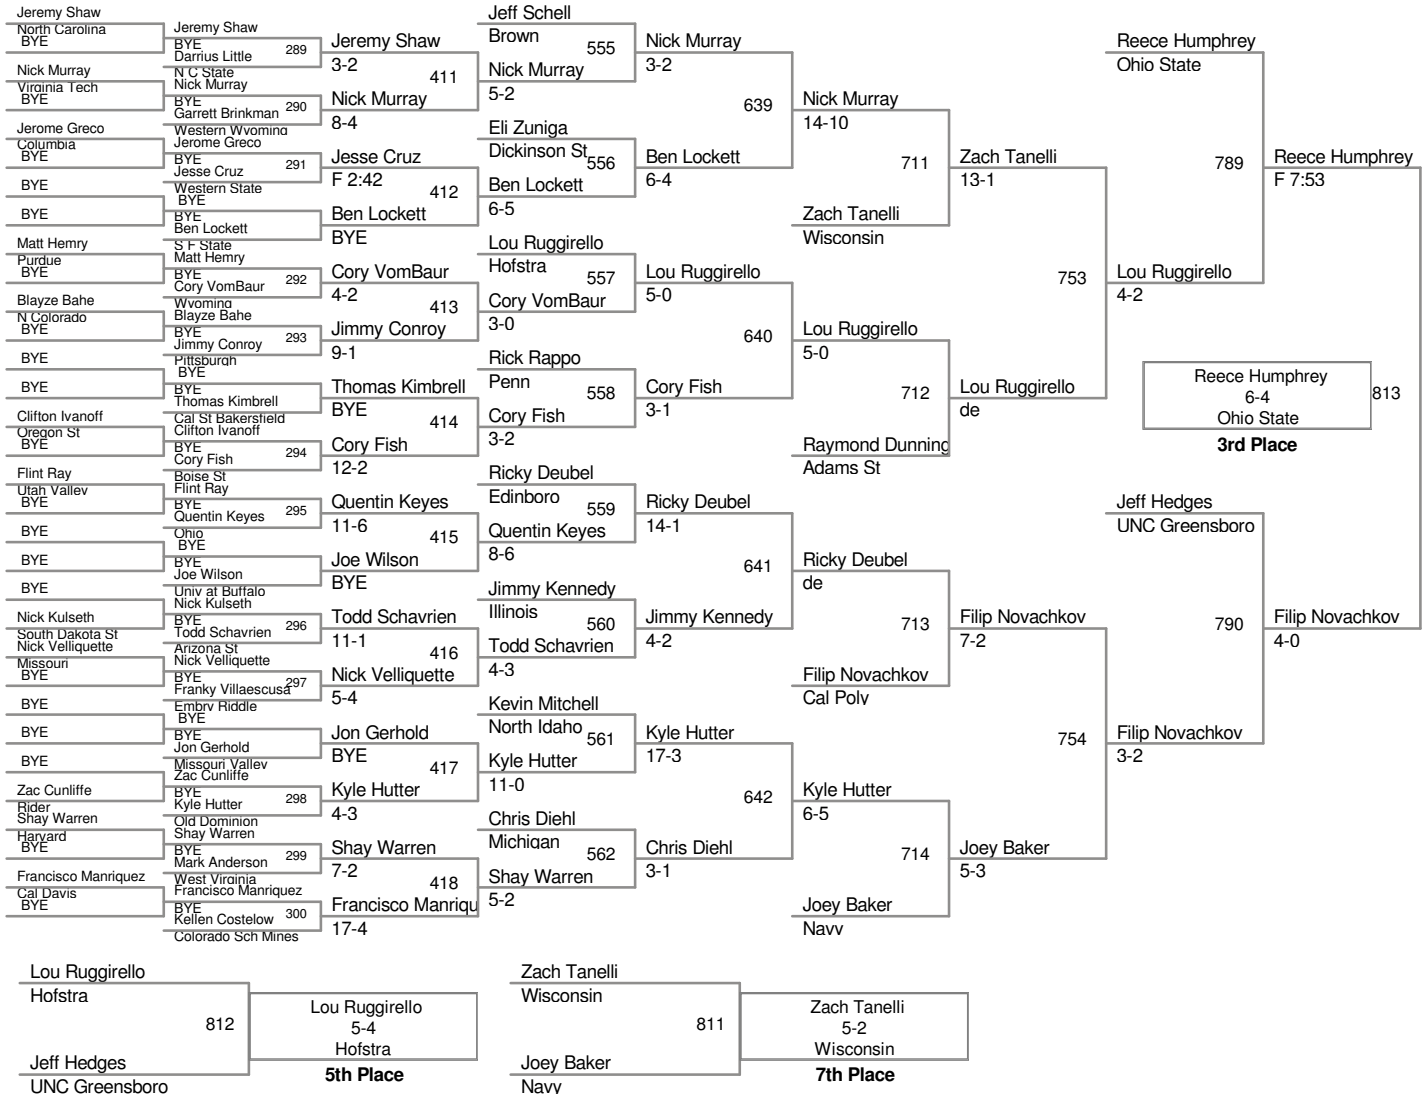 Jeremy Shaw
North Carolina
BYE
Nick Murray
Virginia Tech
BYE
Jerome Greco
Columbia
BYE
BYE
BYE
Matt Hemry
Purdue
BYE
Blayze Bahe
N Colorado
BYE
BYE
BYE
Clifton Ivanoff
Oregon St
BYE
Flint Ray
Utah Valley
BYE
BYE
BYE
BYE
Nick Kulseth
South Dakota St
Nick Velliquette
Missouri
BYE
BYE
BYE
BYE
Zac Cunliffe
Rider
Shay Warren
Harvard
BYE
Francisco Manriquez
Cal Davis
BYE
Jeremy Shaw
BYE
289
Darrius Little
N C State
Nick Murray
BYE
290
Garrett Brinkman
Western Wyoming
Jerome Greco
BYE
291
Jesse Cruz
Western State
BYE
BYE
Ben Lockett
S F State
Matt Hemry
BYE
292
Cory VomBaur
Wyoming
Blayze Bahe
BYE
293
Jimmy Conroy
Pittsburgh
BYE
BYE
Thomas Kimbrell
Cal St Bakersfield
Clifton Ivanoff
BYE
294
Cory Fish
Boise St
Flint Ray
BYE
295
Quentin Keyes
Ohio
BYE
BYE
Joe Wilson
Univ at Buffalo
Nick Kulseth
BYE
296
Todd Schavrien
Arizona St
Nick Velliquette
BYE
297
Franky Villaescusa
Embry Riddle
BYE
BYE
Jon Gerhold
Missouri Valley
Zac Cunliffe
BYE
298
Kyle Hutter
Old Dominion
Shay Warren
BYE
299
Mark Anderson
West Virginia
Francisco Manriquez
BYE
300
Kellen Costelow
Colorado Sch Mines
Jeremy Shaw
3-2
411
Nick Murray
8-4
Jesse Cruz
F 2:42
412
Ben Lockett
BYE
Cory VomBaur
4-2
413
Jimmy Conroy
9-1
Thomas Kimbrell
BYE
414
Cory Fish
12-2
Quentin Keyes
11-6
415
Joe Wilson
BYE
Todd Schavrien
11-1
416
Nick Velliquette
5-4
Jon Gerhold
BYE
417
Kyle Hutter
4-3
Shay Warren
7-2
418
Francisco Manriqu
17-4
Jeff Schell
Brown
555
Nick Murray
5-2
Eli Zuniga
Dickinson St
556
Ben Lockett
6-5
Lou Ruggirello
Hofstra
557
Cory VomBaur
3-0
Rick Rappo
Penn
558
Cory Fish
3-2
Ricky Deubel
Edinboro
559
Quentin Keyes
8-6
Jimmy Kennedy
Illinois
560
Todd Schavrien
4-3
Kevin Mitchell
North Idaho
561
Kyle Hutter
11-0
Chris Diehl
Michigan
562
Shay Warren
5-2
Nick Murray
3-2
639
Ben Lockett
6-4
Lou Ruggirello
5-0
640
Cory Fish
3-1
Ricky Deubel
14-1
641
Jimmy Kennedy
4-2
Kyle Hutter
17-3
642
Chris Diehl
3-1
Nick Murray
14-10
711
Zach Tanelli
Wisconsin
Lou Ruggirello
5-0
712
Raymond Dunning
Adams St
Ricky Deubel
de
713
Filip Novachkov
Cal Poly
Kyle Hutter
6-5
714
Joey Baker
Navy
Zach Tanelli
13-1
753
Lou Ruggirello
de
Filip Novachkov
7-2
754
Joey Baker
5-3
Reece Humphrey
Ohio State
789
Lou Ruggirello
4-2
Jeff Hedges
UNC Greensboro
790
Filip Novachkov
3-2
Reece Humphrey
F 7:53
Filip Novachkov
4-0
Reece Humphrey
6-4
Ohio State
813
3rd Place
Lou Ruggirello
Hofstra
812
Jeff Hedges
UNC Greensboro
Lou Ruggirello
5-4
Hofstra
5th Place
Zach Tanelli
Wisconsin
811
Joey Baker
Navy
Zach Tanelli
5-2
Wisconsin
7th Place